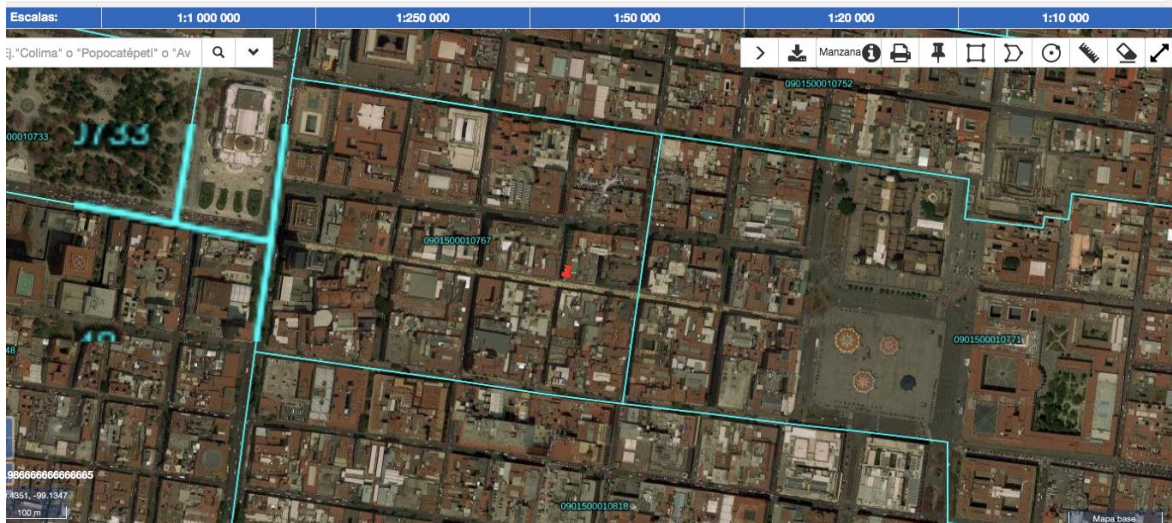 Escalas: 1:1 000 000 1:250 000 1:50 000 1:20 000 1:10 000
Ej. "Colima" o "Popocatépetl" o "Av
Manzana
0901500010752
00010733
0733
0901500010767
0901500010771
48
.986666666666665
.4351, -99.1347
100 m
0901500010818
Mapa base